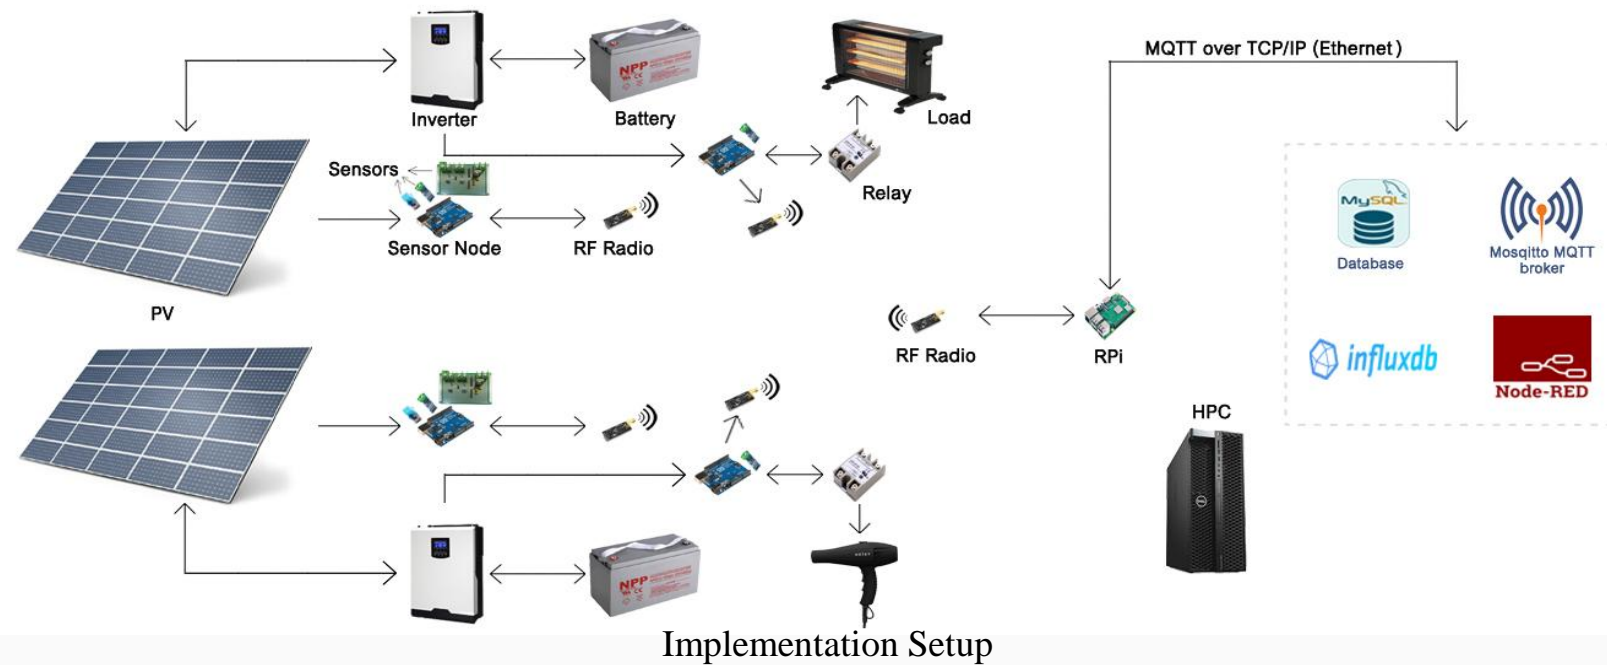 MQTT over TCP/IP (Ethernet)
NPP
Inverter
Battery
Load
Sensors
Relay
Sensor Node
RF Radio
PV
MySQL
Database
Mosqitto MQTT
broker
RF Radio
RPi
influxdb
Node-RED
HPC
DELL
NPP
Implementation Setup